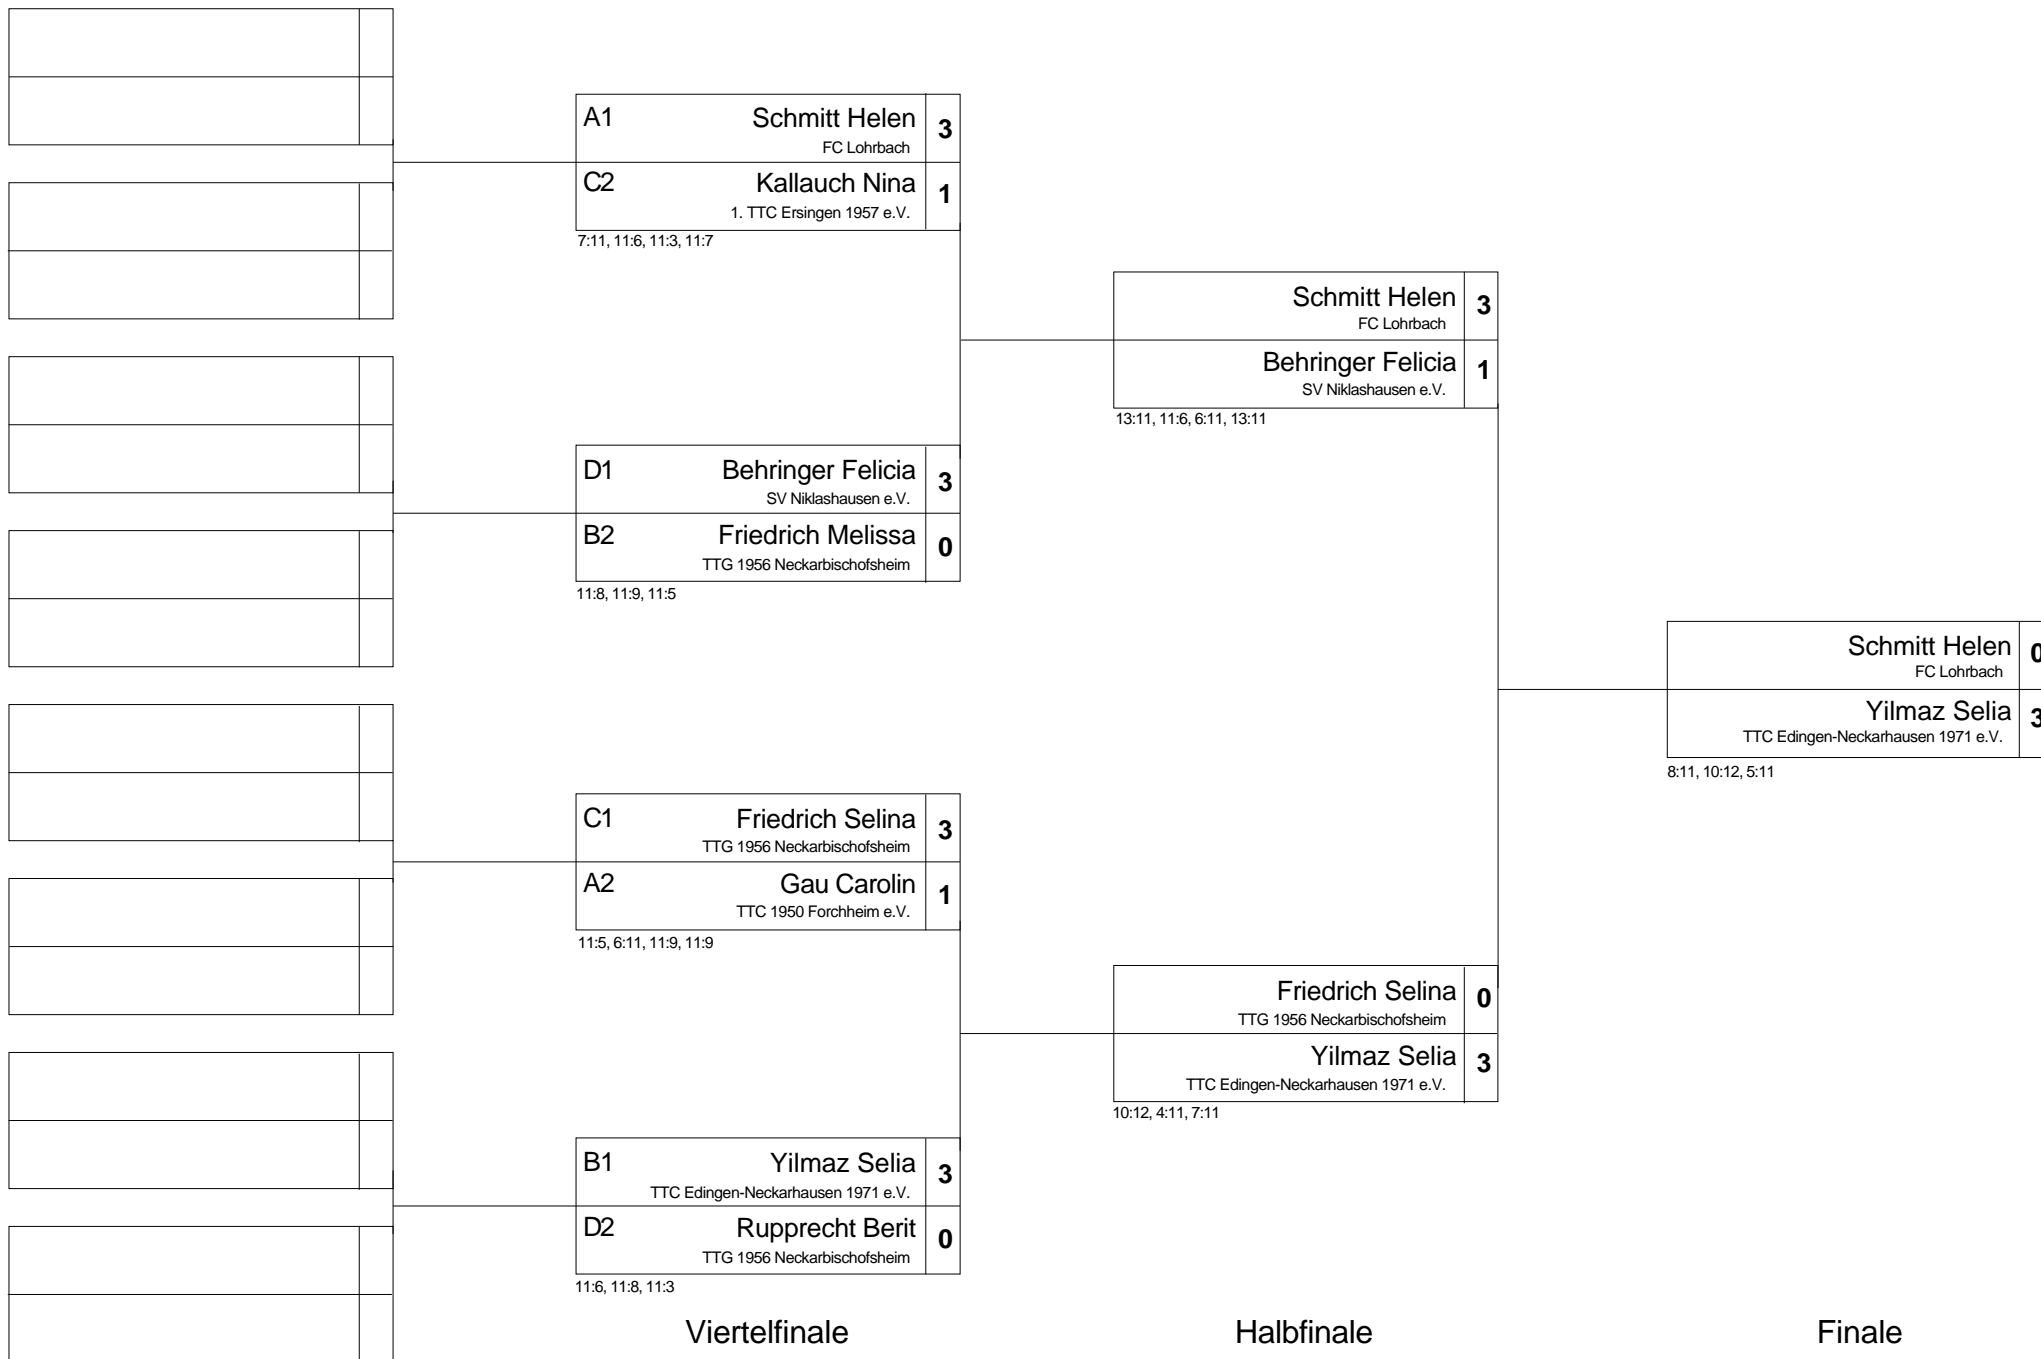 A1 Schmitt Helen 3
FC Lohrbach
C2 Kallauch Nina 1
1. TTC Ersingen 1957 e.V.
7:11, 11:6, 11:3, 11:7
D1 Behringer Felicia 3
SV Niklashausen e.V.
B2 Friedrich Melissa 0
TTG 1956 Neckarbischofsheim
11:8, 11:9, 11:5
C1 Friedrich Selina 3
TTG 1956 Neckarbischofsheim
A2 Gau Carolin 1
TTC 1950 Forchheim e.V.
11:5, 6:11, 11:9, 11:9
B1 Yilmaz Selia 3
TTC Edingen-Neckarhausen 1971 e.V.
D2 Rupprecht Berit 0
TTG 1956 Neckarbischofsheim
11:6, 11:8, 11:3
Viertelfinale
Schmitt Helen 3
FC Lohrbach
Behringer Felicia 1
SV Niklashausen e.V.
13:11, 11:6, 6:11, 13:11
Friedrich Selina 0
TTG 1956 Neckarbischofsheim
Yilmaz Selia 3
TTC Edingen-Neckarhausen 1971 e.V.
10:12, 4:11, 7:11
Halbfinale
Schmitt Helen 0
FC Lohrbach
Yilmaz Selia 3
TTC Edingen-Neckarhausen 1971 e.V.
8:11, 10:12, 5:11
Finale